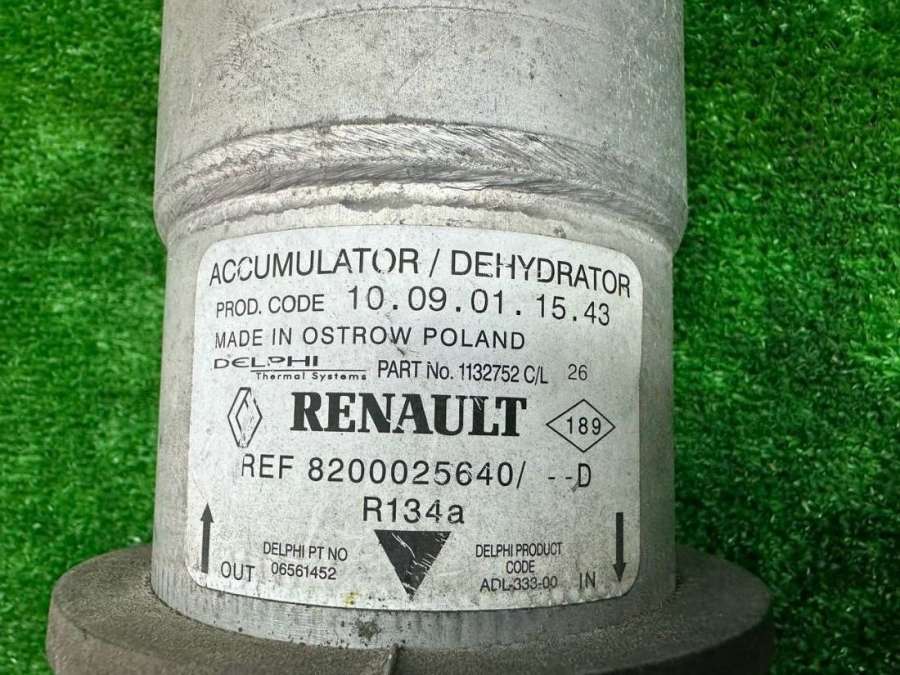 ACCUMULATOR / DEHYDRATOR
PROD. CODE 10.09.01. 15.43
MADE IN OSTROW POLAND
DELPHI
Thermal Systems
PART No. 1132752 C/L 26
RENAULT
189
REF 8200025640/ --D
R134a
DELPHI PT NO
06561452
DELPHI PRODUCT
CODE
ADL-333-00
OUT
IN